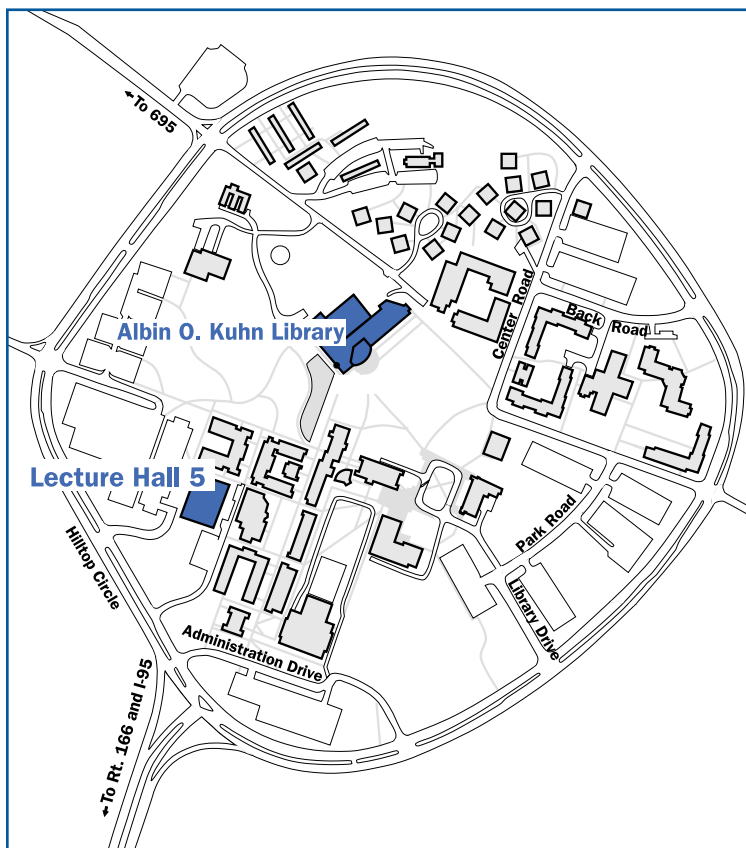 ←To 695
Center Road
Back Road
Albin O. Kuhn Library
Lecture Hall 5
Hilltop Circle
Park Road
Library Drive
Administration Drive
←To Rt. 166 and I-95